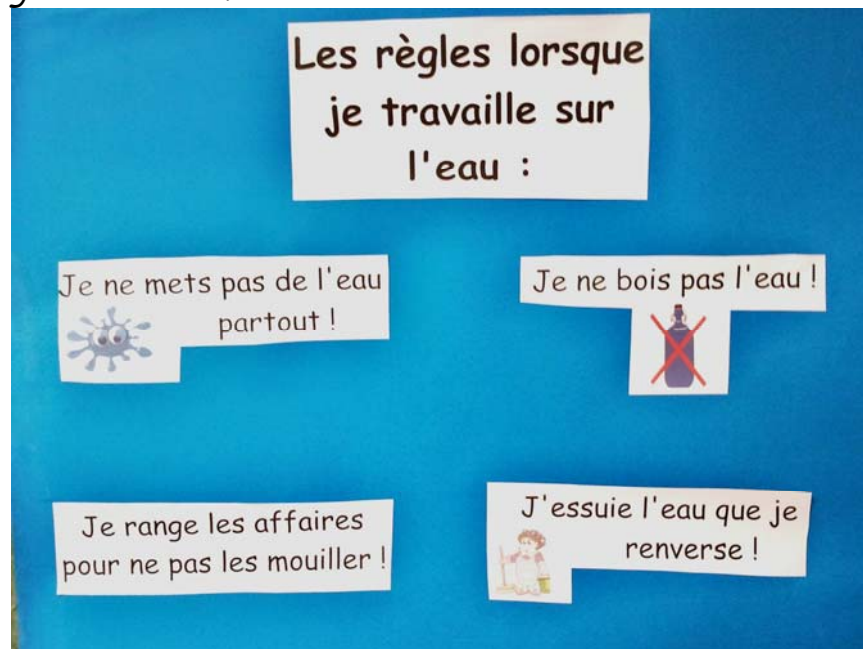 Les règles lorsque
je travaille sur
l'eau :
Je ne mets pas de l'eau
partout !
Je ne bois pas l'eau !
Je range les affaires
pour ne pas les mouiller !
J'essuie l'eau que je
renverse !